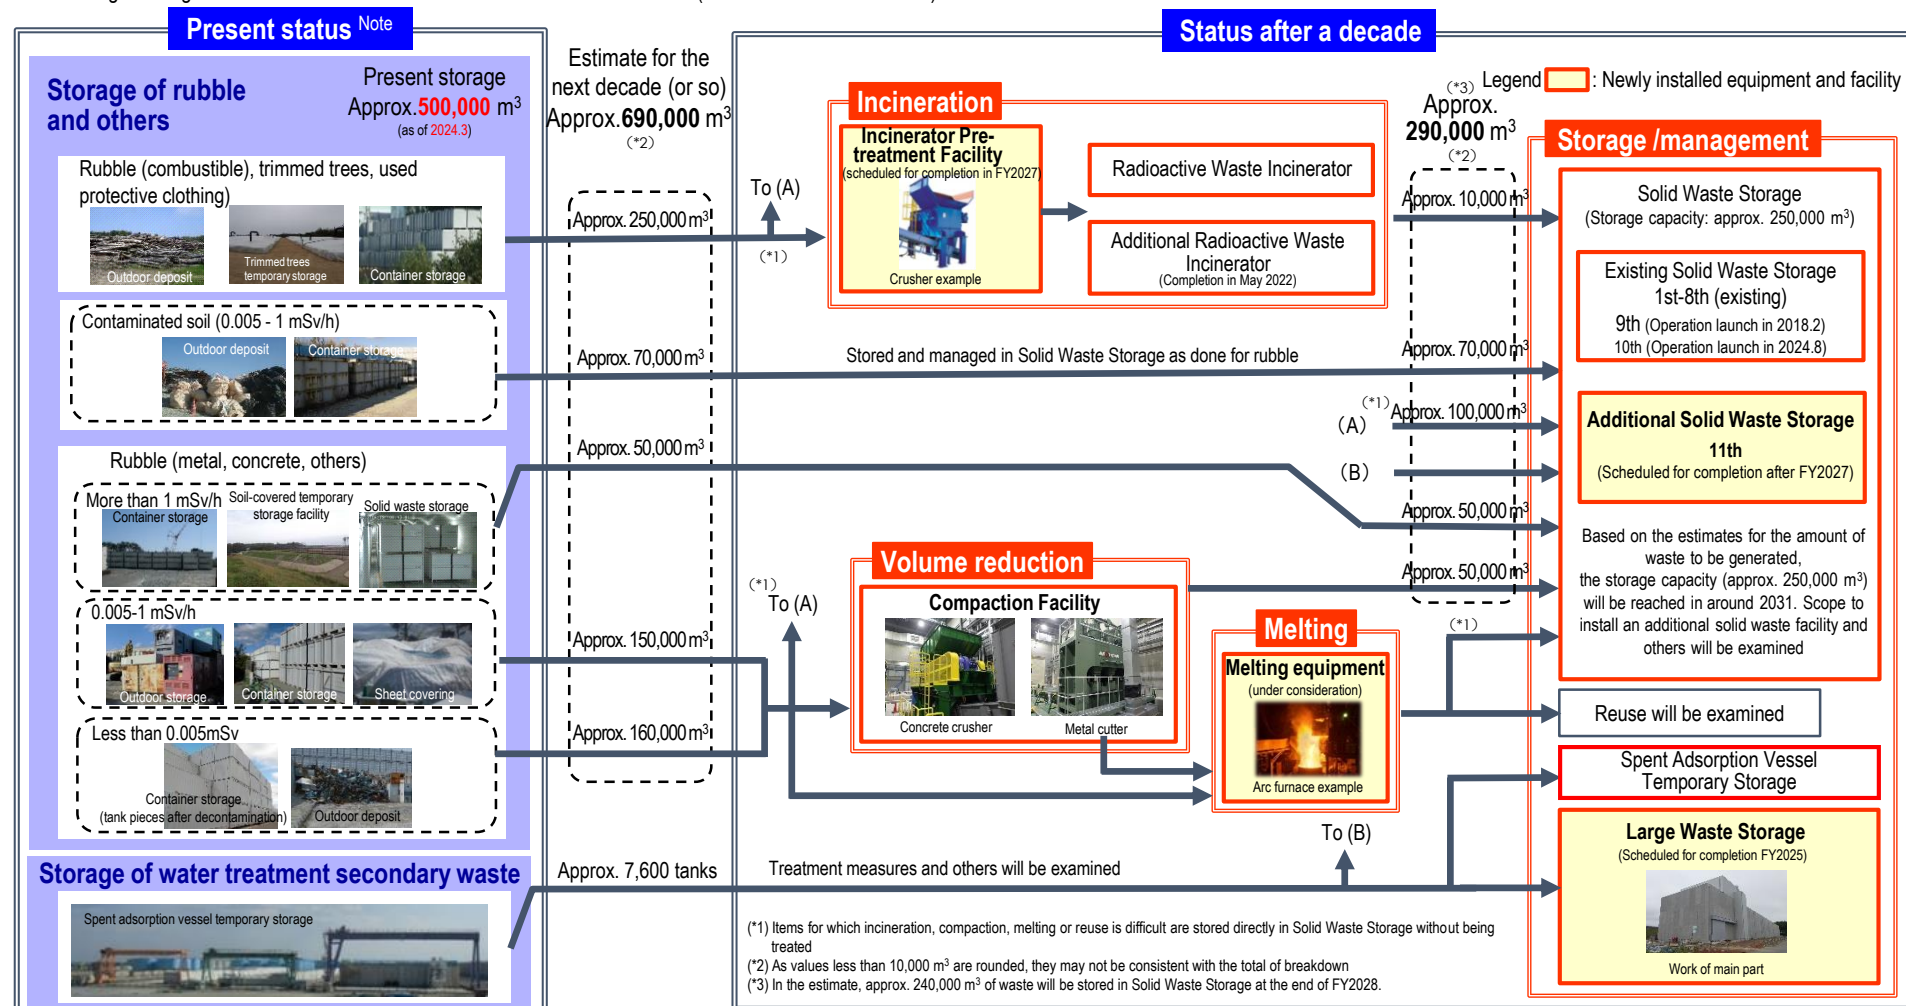 Present status Note
Storage of rubble
and others
Present storage
Approx.500,000 m³
(as of 2024.3)
Rubble (combustible), trimmed trees, used
protective clothing)
Outdoor deposit
Trimmed trees
temporary storage
Container storage
Contaminated soil (0.005 - 1 mSv/h)
Outdoor deposit
Container storage
Rubble (metal, concrete, others)
More than 1 mSv/h
Container storage
Soil-covered temporary
storage facility
Solid waste storage
0.005-1 mSv/h
Outdoor storage
Container storage
Sheet covering
Less than 0.005mSv
Container storage
(tank pieces after decontamination)
Outdoor deposit
Storage of water treatment secondary waste
Spent adsorption vessel temporary storage
Estimate for the
next decade (or so)
Approx.690,000 m³
(*2)
Approx. 250,000 m³
Approx. 70,000 m³
Approx. 50,000 m³
Approx. 150,000 m³
Approx. 160,000 m³
Approx. 7,600 tanks
Status after a decade
Legend : Newly installed equipment and facility
To (A)
(*1)
Incineration
Incinerator Pre-
treatment Facility
(scheduled for completion in FY2027)
Crusher example
Radioactive Waste Incinerator
Additional Radioactive Waste
Incinerator
(Completion in May 2022)
Stored and managed in Solid Waste Storage as done for rubble
(*1)
To (A)
Volume reduction
Compaction Facility
Concrete crusher
Metal cutter
Melting
Melting equipment
(under consideration)
Arc furnace example
To (B)
Treatment measures and others will be examined
(*3)
Approx.
290,000 m³
(*2)
Approx. 10,000 m³
Approx. 70,000 m³
(A)
(*1)
Approx. 100,000 m³
(B)
Approx. 50,000 m³
Approx. 50,000 m³
(*1)
Storage /management
Solid Waste Storage
(Storage capacity: approx. 250,000 m³)
Existing Solid Waste Storage
1st-8th (existing)
9th (Operation launch in 2018.2)
10th (Operation launch in 2024.8)
Additional Solid Waste Storage
11th
(Scheduled for completion after FY2027)
Based on the estimates for the amount of
waste to be generated,
the storage capacity (approx. 250,000 m³)
will be reached in around 2031. Scope to
install an additional solid waste facility and
others will be examined
Reuse will be examined
Spent Adsorption Vessel
Temporary Storage
Large Waste Storage
(Scheduled for completion FY2025)
Work of main part
(*1) Items for which incineration, compaction, melting or reuse is difficult are stored directly in Solid Waste Storage without being
treated
(*2) As values less than 10,000 m³ are rounded, they may not be consistent with the total of breakdown
(*3) In the estimate, approx. 240,000 m³ of waste will be stored in Solid Waste Storage at the end of FY2028.